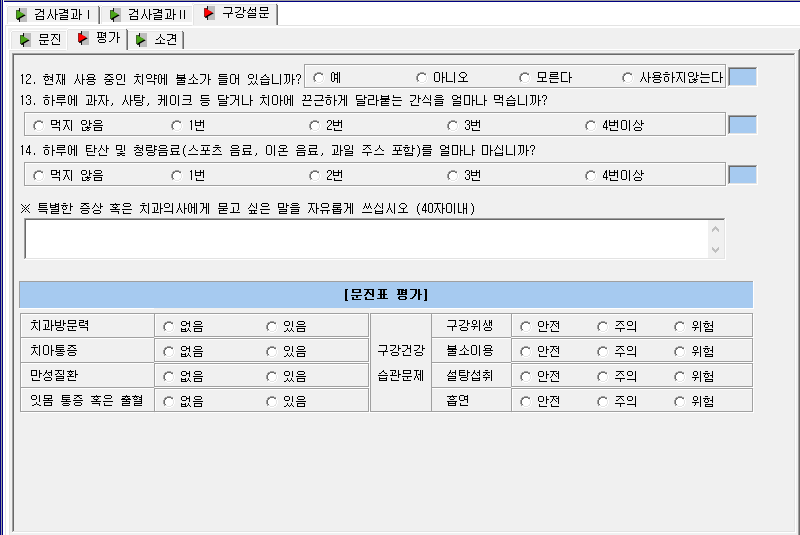 검사결과Ⅰ 검사결과Ⅱ 구강설문
문진 평가 소견
12. 현재 사용 중인 치약에 불소가 들어 있습니까? 예 아니오 모른다 사용하지않는다
13. 하루에 과자, 사탕, 케이크 등 달거나 치아에 끈근하게 달라붙는 간식을 얼마나 먹습니까?
먹지 않음 1번 2번 3번 4번이상
14. 하루에 탄산 및 청량음료(스포츠 음료, 이온 음료, 과일 주스 포함)를 얼마나 마십니까?
먹지 않음 1번 2번 3번 4번이상
※ 특별한 증상 혹은 치과의사에게 묻고 싶은 말을 자유롭게 쓰십시오 (40자이내)
[문진표 평가]
치과방문력 없음 있음 구강위생 안전 주의 위험
치아통증 없음 있음 구강건강 불소이용 안전 주의 위험
만성질환 없음 있음 습관문제 설탕섭취 안전 주의 위험
잇몸 통증 혹은 출혈 없음 있음 흡연 안전 주의 위험